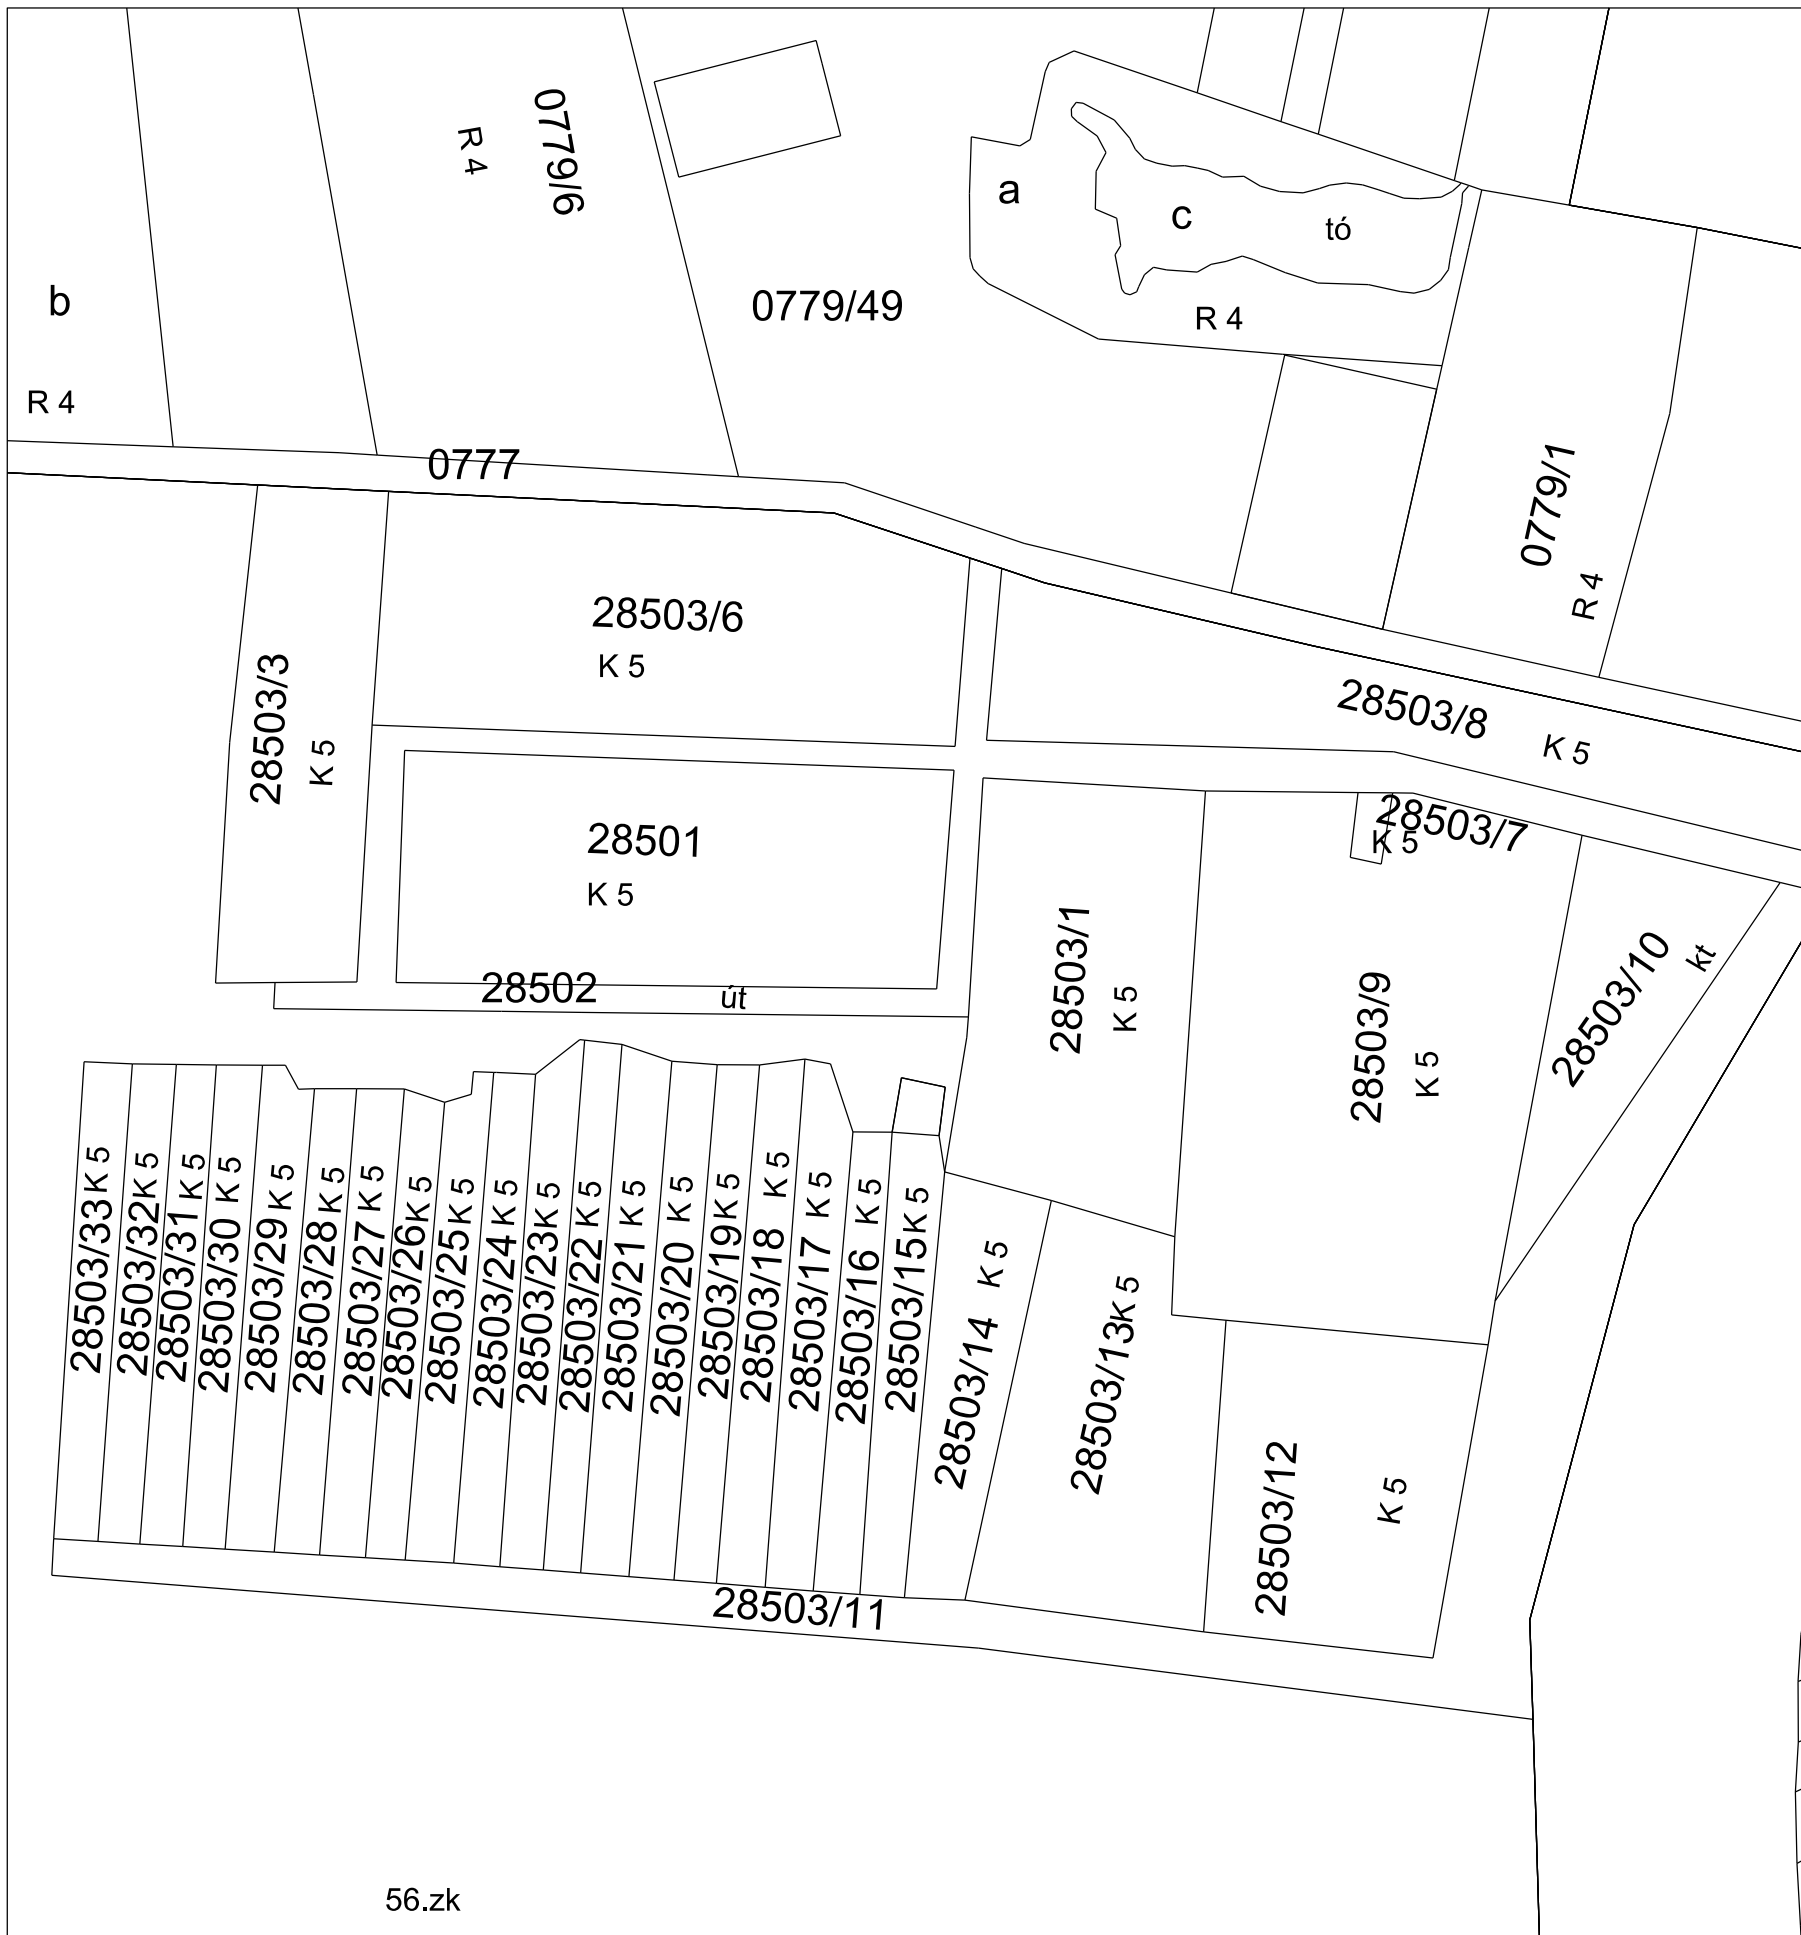 0779/6
R 4
a
c
tó
b
0779/49
R 4
R 4
0777
0779/1
R 4
28503/6
K 5
28503/3
K 5
28503/8
K 5
28503/7
K 5
28501
K 5
28502
út
28503/1
K 5
28503/9
K 5
28503/10
kt
28503/33 K 5
28503/32 K 5
28503/31 K 5
28503/30 K 5
28503/29 K 5
28503/28 K 5
28503/27 K 5
28503/26 K 5
28503/25 K 5
28503/24 K 5
28503/23 K 5
28503/22 K 5
28503/21 K 5
28503/20 K 5
28503/19 K 5
28503/18 K 5
28503/17 K 5
28503/16 K 5
28503/15 K 5
28503/14 K 5
28503/13 K 5
28503/12
K 5
28503/11
56.zk